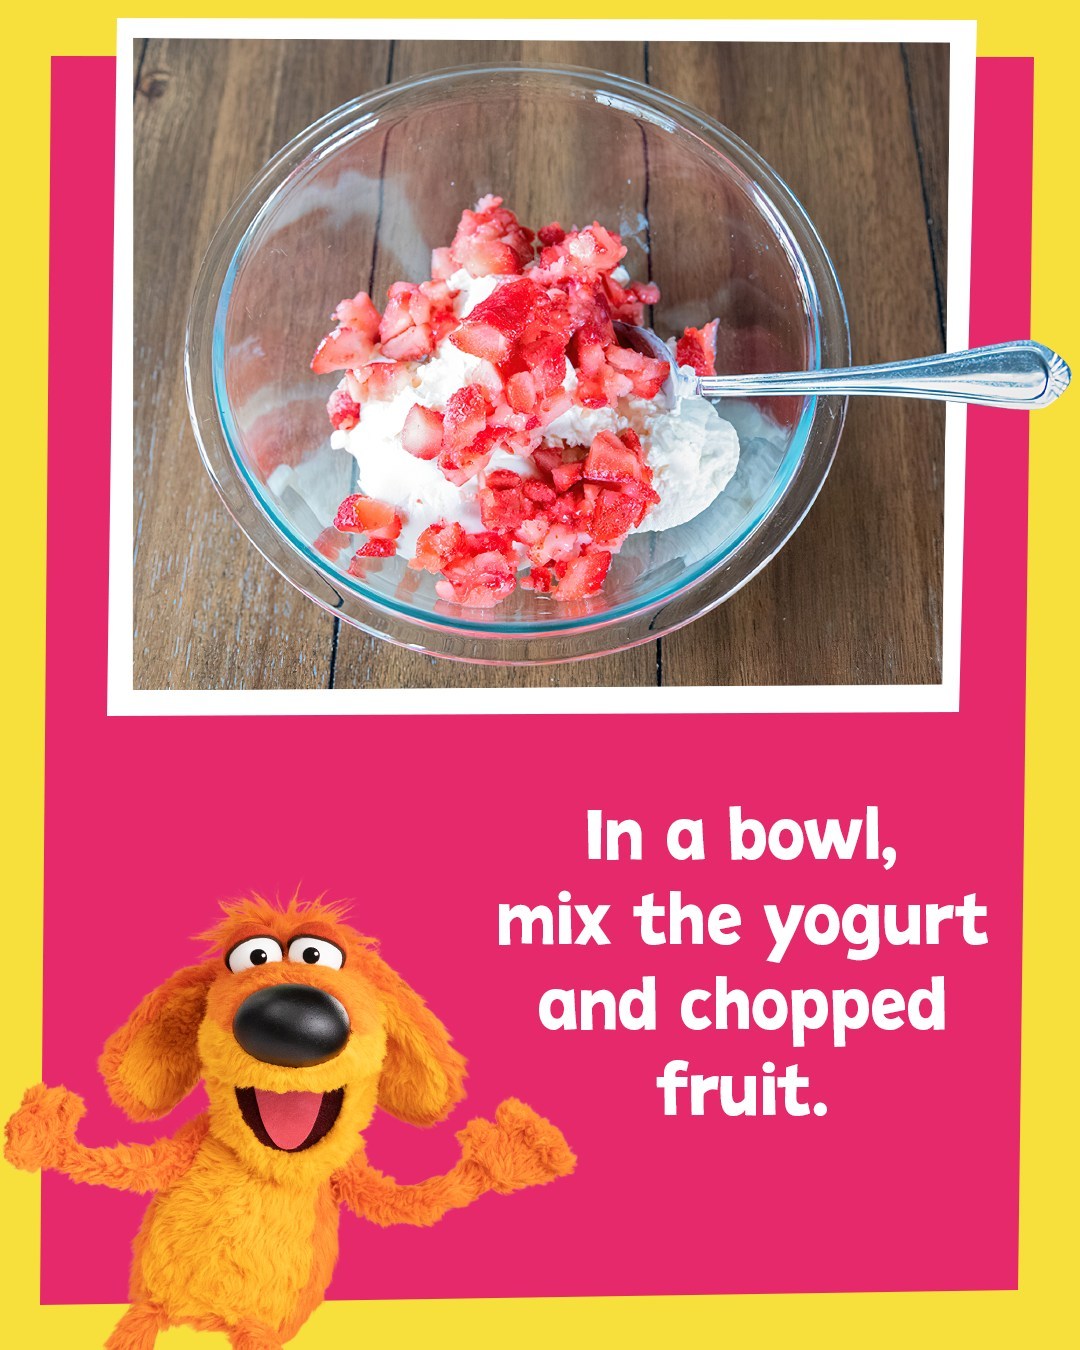 In a bowl,
mix the yogurt
and chopped
fruit.